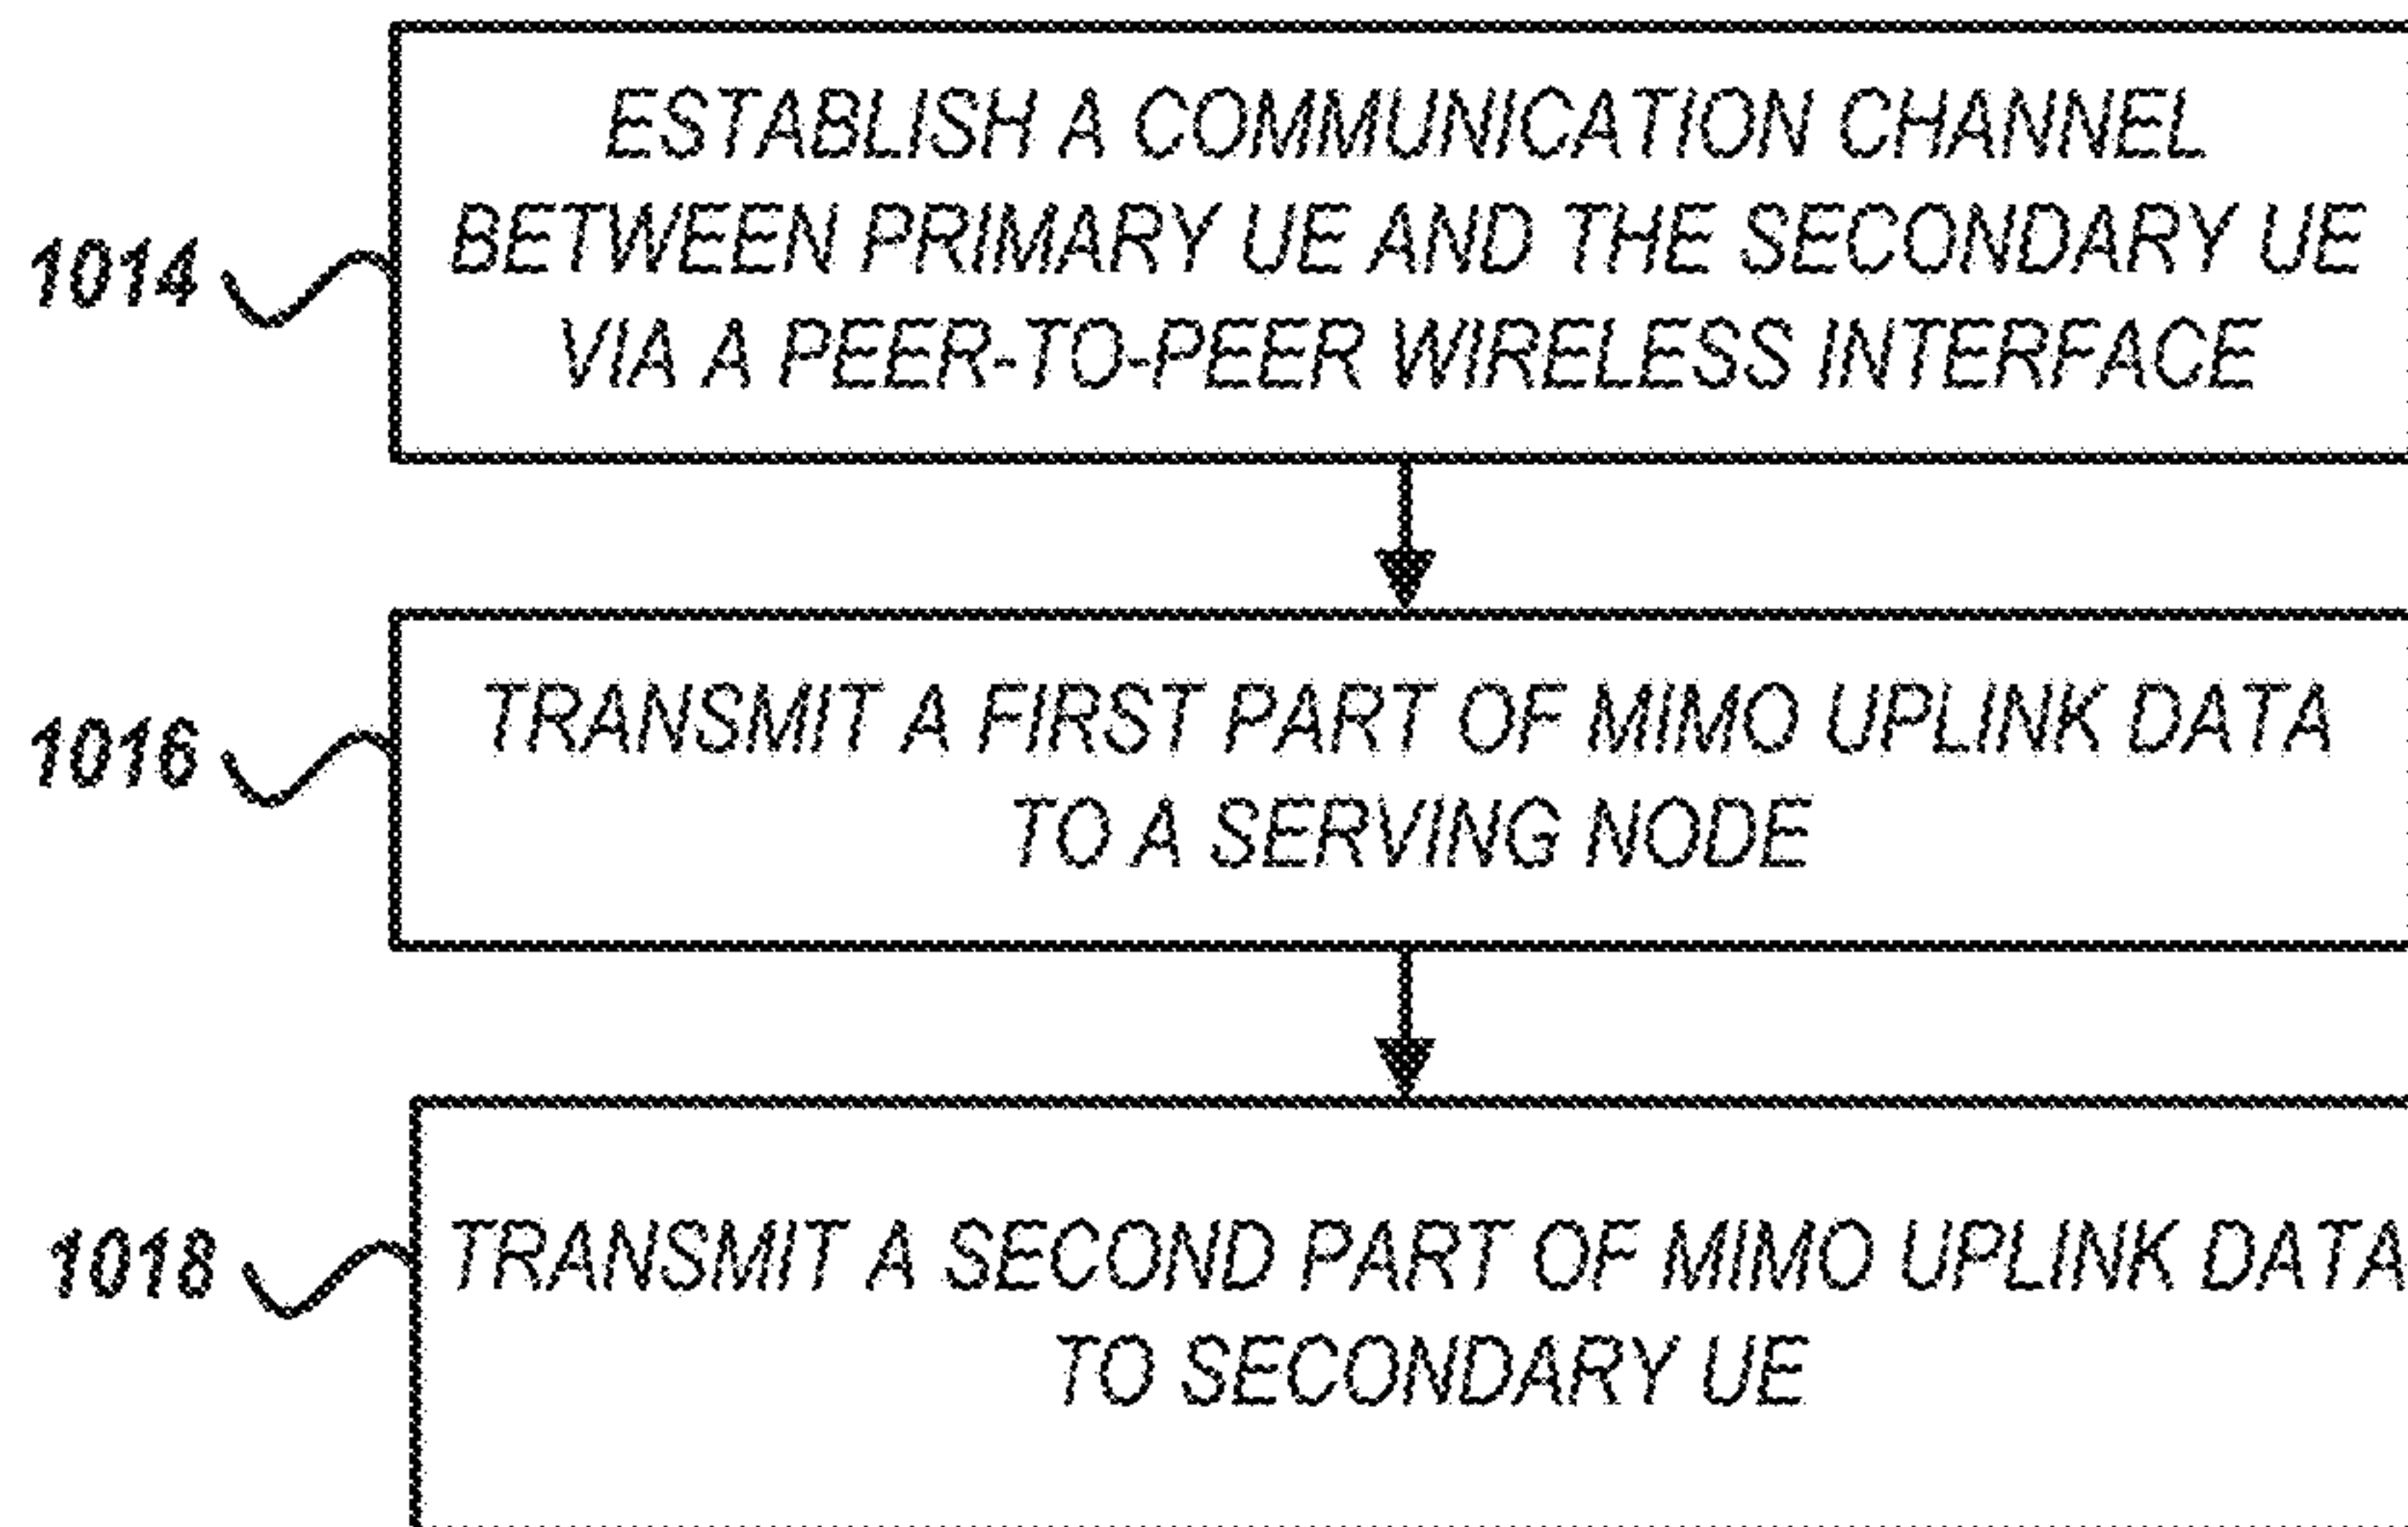 ESTABLISH A COMMUNICATION CHANNEL
BETWEEN PRIMARY UE AND THE SECONDARY UE
1014
VIA A PEER-TO-PEER WIRELESS INTERFACE
TRANSMIT A FIRST PART OF MIMO UPLINK DATA
1016
TO A SERVING NODE
TRANSMIT A SECOND PART OF MIMO UPLINK DATA
1018
TO SECONDARY UE